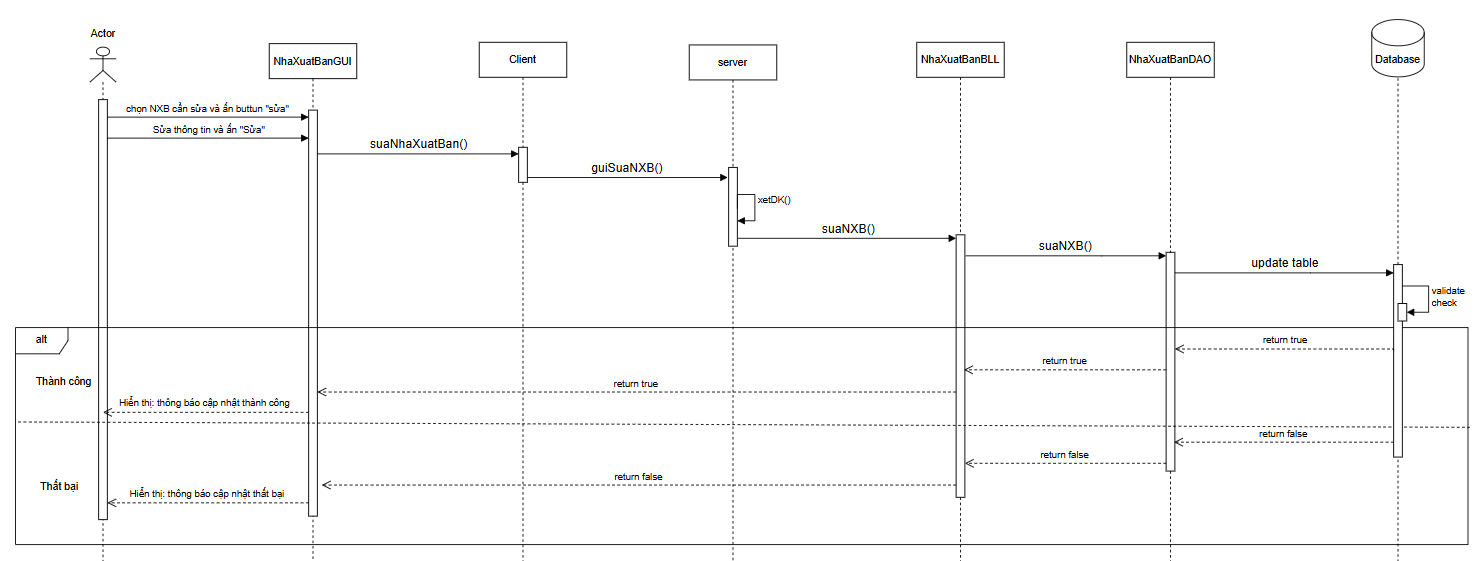 Actor
NhaXuatBanGUI
Client
server
NhaXuatBanBLL
NhaXuatBanDAO
Database
chọn NXB cần sửa và ấn buttun "sửa"
Sửa thông tin và ấn "Sửa"
suaNhaXuatBan()
guiSuaNXB()
xetDK()
suaNXB()
suaNXB()
update table
validate
check
alt
return true
return true
Thành công
return true
Hiển thị: thông báo cập nhật thành công
return false
return false
return false
Thất bại
Hiển thị: thông báo cập nhật thất bại